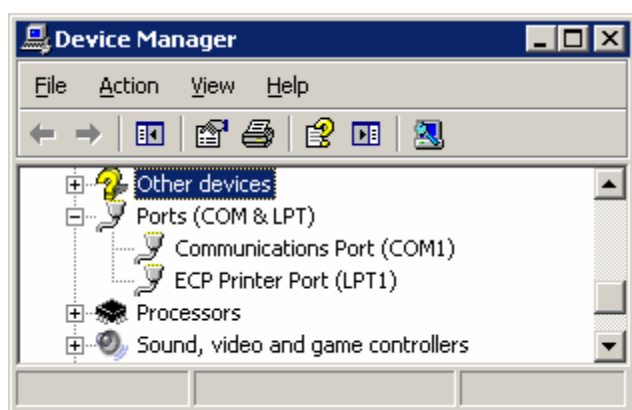 Device Manager
File Action View Help
Other devices
Ports (COM & LPT)
Communications Port (COM1)
ECP Printer Port (LPT1)
Processors
Sound, video and game controllers